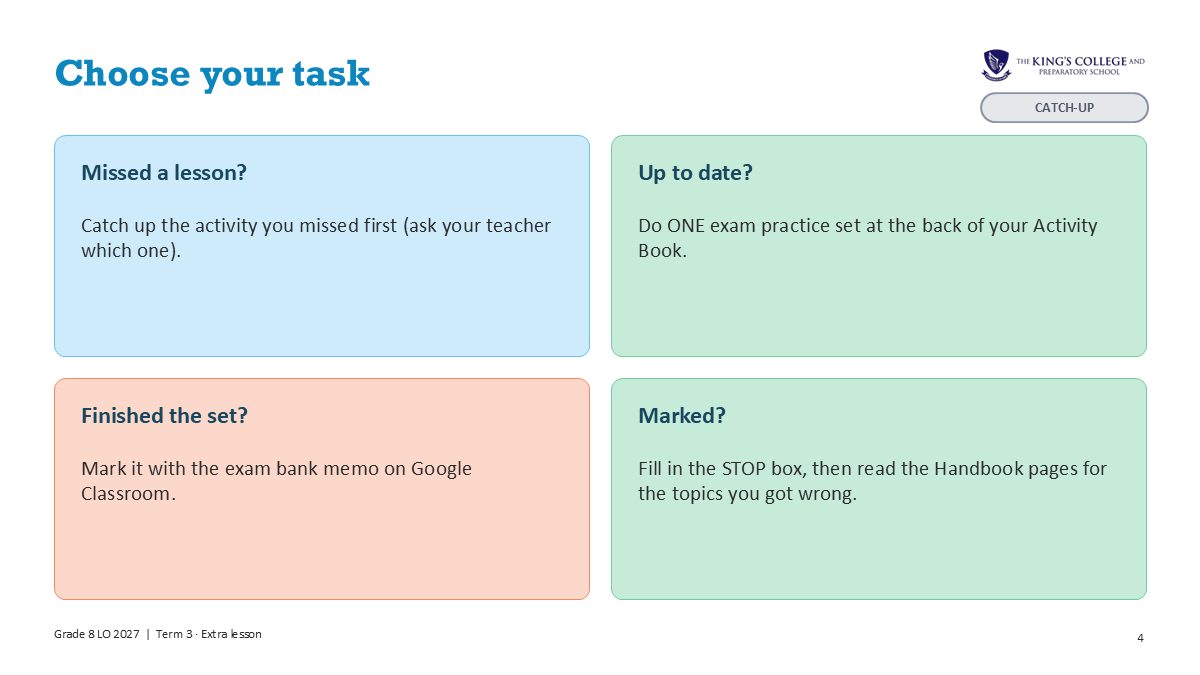 Choose your task
THE KING'S COLLEGE AND
PREPARATORY SCHOOL
CATCH-UP
Missed a lesson?
Catch up the activity you missed first (ask your teacher
which one).
Up to date?
Do ONE exam practice set at the back of your Activity
Book.
Finished the set?
Mark it with the exam bank memo on Google
Classroom.
Marked?
Fill in the STOP box, then read the Handbook pages for
the topics you got wrong.
Grade 8 LO 2027 | Term 3 · Extra lesson
4